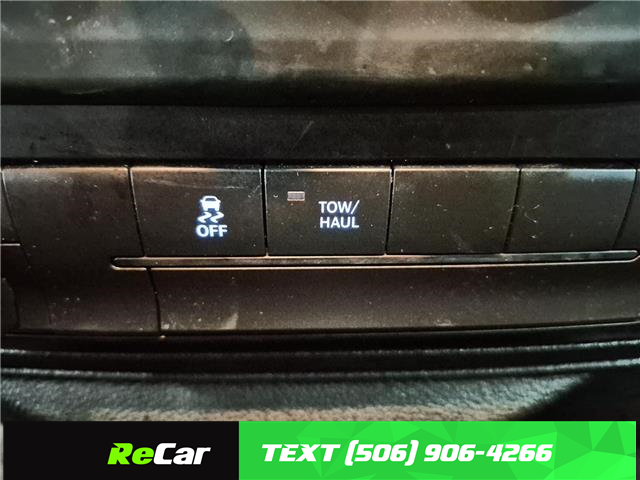 OFF
TOW/
HAUL
ReCar
TEXT (506) 906-4266